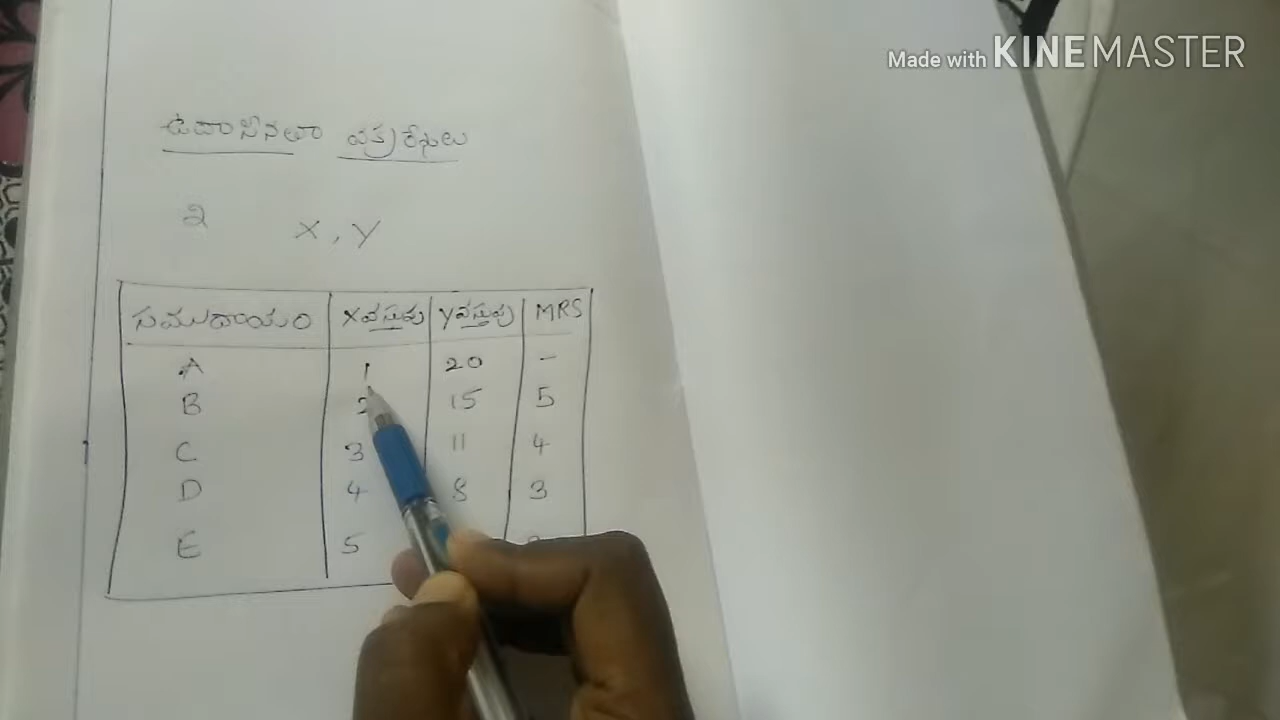 Made with KINEMASTER
ఉదాసీనతా వక్రరేఖలు
2 X, Y
సముదాయం X వస్తువు Y వస్తువు MRS
A 1 20 -
B 2 15 5
C 3 11 4
D 4 8 3
E 5